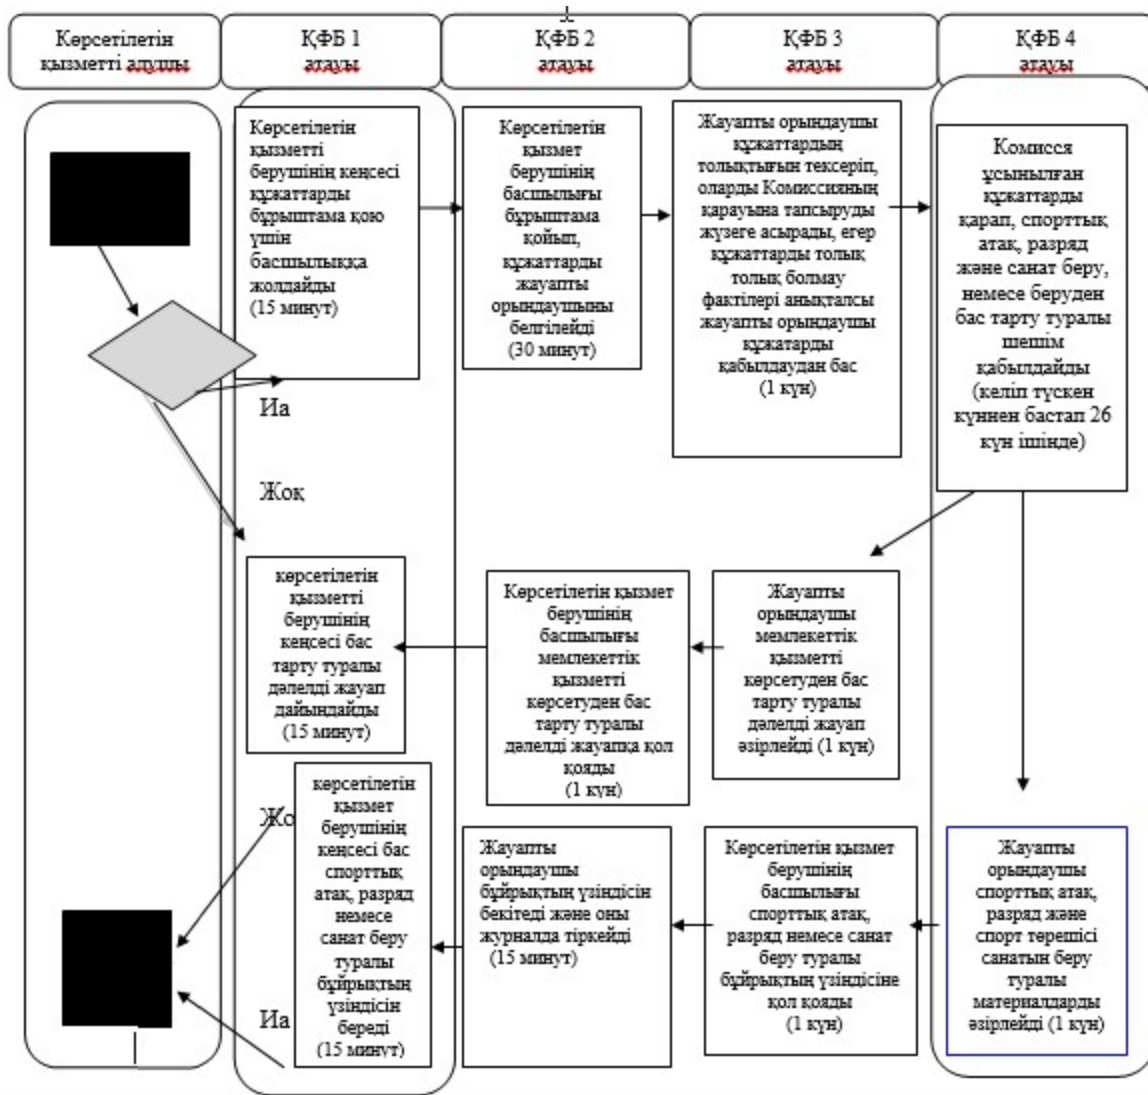 Көрсетілетін
қызметті алушы
ҚФБ 1
атауы
ҚФБ 2
атауы
ҚФБ 3
атауы
ҚФБ 4
атауы
Көрсетілетін
қызметті
берушінің кеңсесі
құжаттарды
бұрыштама қою
үшін
басшылыққа
жолдайды
(15 минут)
Көрсетілетін
қызмет
берушінің
басшылығы
бұрыштама
қойып,
құжаттарды
жауапты
орындаушыны
белгілейді
(30 минут)
Жауапты орындаушы
құжаттардың
толықтығын тексеріп,
оларды Комиссияның
қарауына тапсыруды
жүзеге асырады, егер
құжаттарды толық
толық болмау
фактілері анықталсы
жауапты орындаушы
құжатарды
қабылдаудан бас
(1 күн)
Комисся
ұсынылған
құжаттарды
қарап, спорттық
атақ, разряд
және санат беру,
немесе беруден
бас тарту туралы
шешім
қабылдайды
(келіп түскен
күннен бастап 26
күн ішінде)
Иа
Жоқ
көрсетілетін
қызметті
берушінің
кеңсесі бас
тарту туралы
дәлелді жауап
дайындайды
(15 минут)
Көрсетілетін қызмет
берушінің
басшылығы
мемлекеттік
қызметті
көрсетуден бас
тарту туралы
дәлелді жауапқа қол
қояды
(1 күн)
Жауапты
орындаушы
мемлекеттік
қызметті
көрсетуден бас
тарту туралы
дәлелді жауап
әзірлейді (1 күн)
Жо
көрсетілетін
қызмет
берушінің
кеңсесі бас
спорттық
атақ, разряд
немесе
санат беру
туралы
бұйрықтың
үзіндісін
береді
(15 минут)
Жауапты
орындаушы
бұйрықтың үзіндісін
бекітеді және оны
журналда тіркейді
(15 минут)
Көрсетілетін қызмет
берушінің
басшылығы
спорттық атақ,
разряд немесе санат
беру туралы
бұйрықтың үзіндісіне
қол қояды
(1 күн)
Жауапты
орындаушы
спорттық атақ,
разряд және
спорт төрешісі
санатын беру
туралы
материалдарды
әзірлейді (1 күн)
Иа